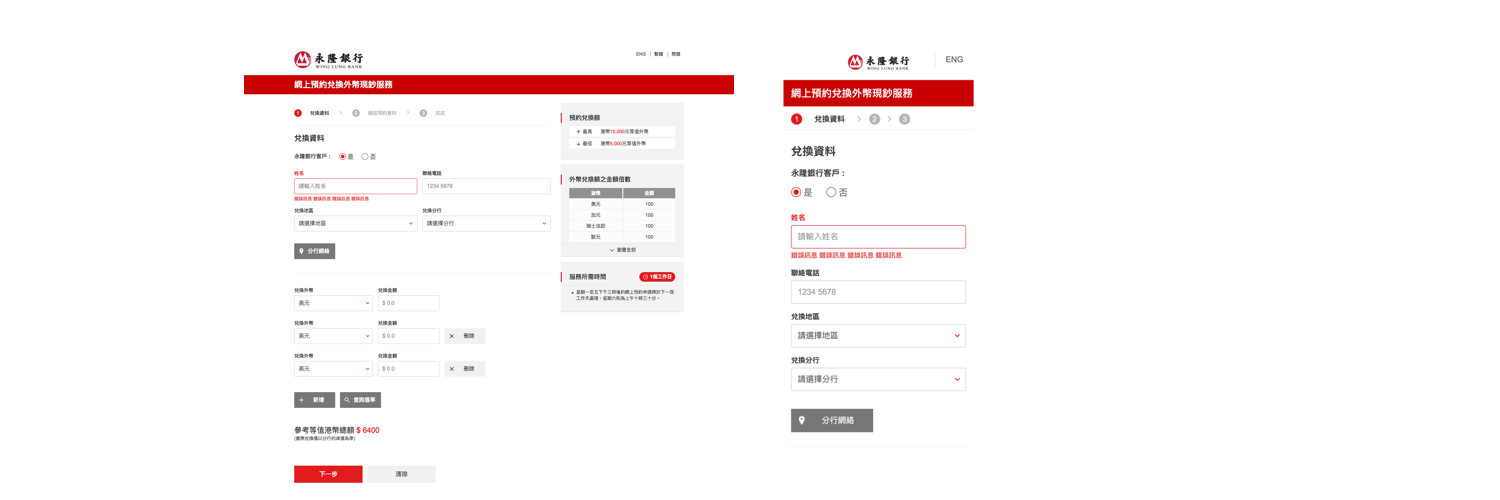 永隆銀行
WING LUNG BANK
ENG | 繁體 | 簡體
網上預約兌換外幣現鈔服務
1 兌換資料 > 2 確認預約資料 > 3 完成
兌換資料
永隆銀行客戶： 是 否
姓名 聯絡電話
請輸入姓名 1234 5678
錯誤訊息 錯誤訊息 錯誤訊息 錯誤訊息
兌換地區 兌換分行
請選擇地區 請選擇分行
分行網絡
兌換外幣 兌換金額
美元 $ 0.0
兌換外幣 兌換金額
美元 $ 0.0 刪除
兌換外幣 兌換金額
美元 $ 0.0 刪除
新增 查詢匯率
參考等值港幣總額 $ 6400
(實際兌換當以分行的牌價為準)
下一步 清除
預約兌換額
最高 港幣10,000元等值外幣
最低 港幣5,000元等值外幣
外幣兌換額之金額倍數
貨幣 金額
美元 100
加元 100
瑞士法郎 100
歐元 100
展覽全部
服務所需時間 1個工作日
星期一至五下午三時後的網上預約申請將於下一個
工作天處理，星期六則為上午十時三十分。
永隆銀行
WING LUNG BANK
ENG
網上預約兌換外幣現鈔服務
1 兌換資料 > 2 > 3
兌換資料
永隆銀行客戶：
是 否
姓名
請輸入姓名
錯誤訊息 錯誤訊息 錯誤訊息 錯誤訊息
聯絡電話
1234 5678
兌換地區
請選擇地區
兌換分行
請選擇分行
分行網絡